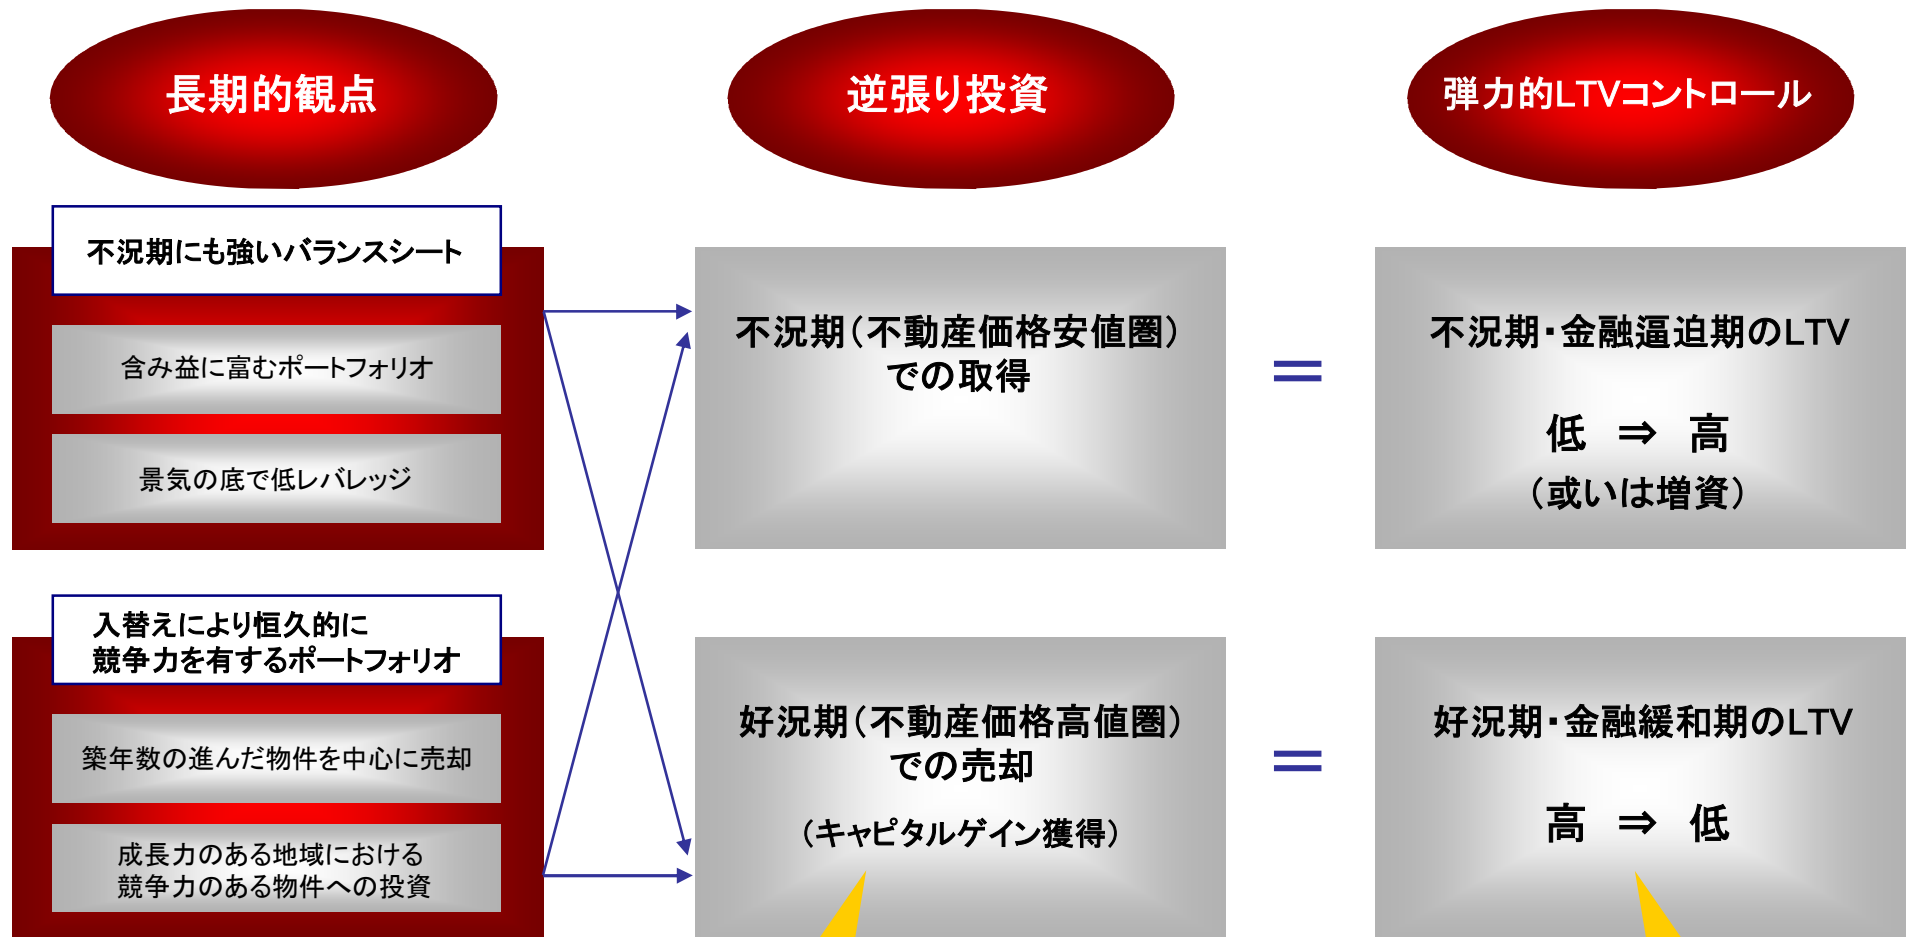 長期的観点
逆張り投資
弾力的LTVコントロール
不況期にも強いバランスシート
含み益に富むポートフォリオ
景気の底で低レバレッジ
不況期（不動産価格安値圏）
での取得
＝
不況期・金融逼迫期のLTV
低 ⇒ 高
（或いは増資）
入替えにより恒久的に
競争力を有するポートフォリオ
築年数の進んだ物件を中心に売却
成長力のある地域における
競争力のある物件への投資
好況期（不動産価格高値圏）
での売却
（キャピタルゲイン獲得）
＝
好況期・金融緩和期のLTV
高 ⇒ 低